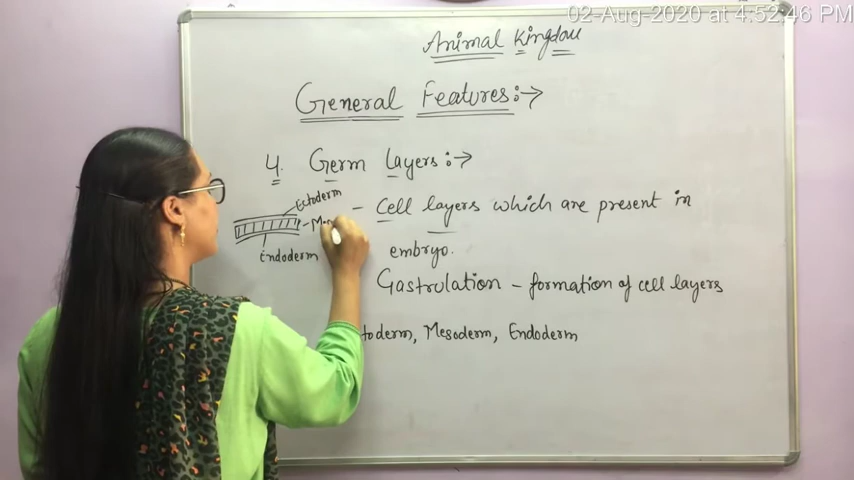 02-Aug-2020 at 4:52:46 PM
Animal Kingdom
General Features:→
4. Germ Layers:→
Ectoderm
- Cell layers which are present in
Endoderm
embryo.
Gastrulation - formation of cell layers
toderm, Mesoderm, Endoderm